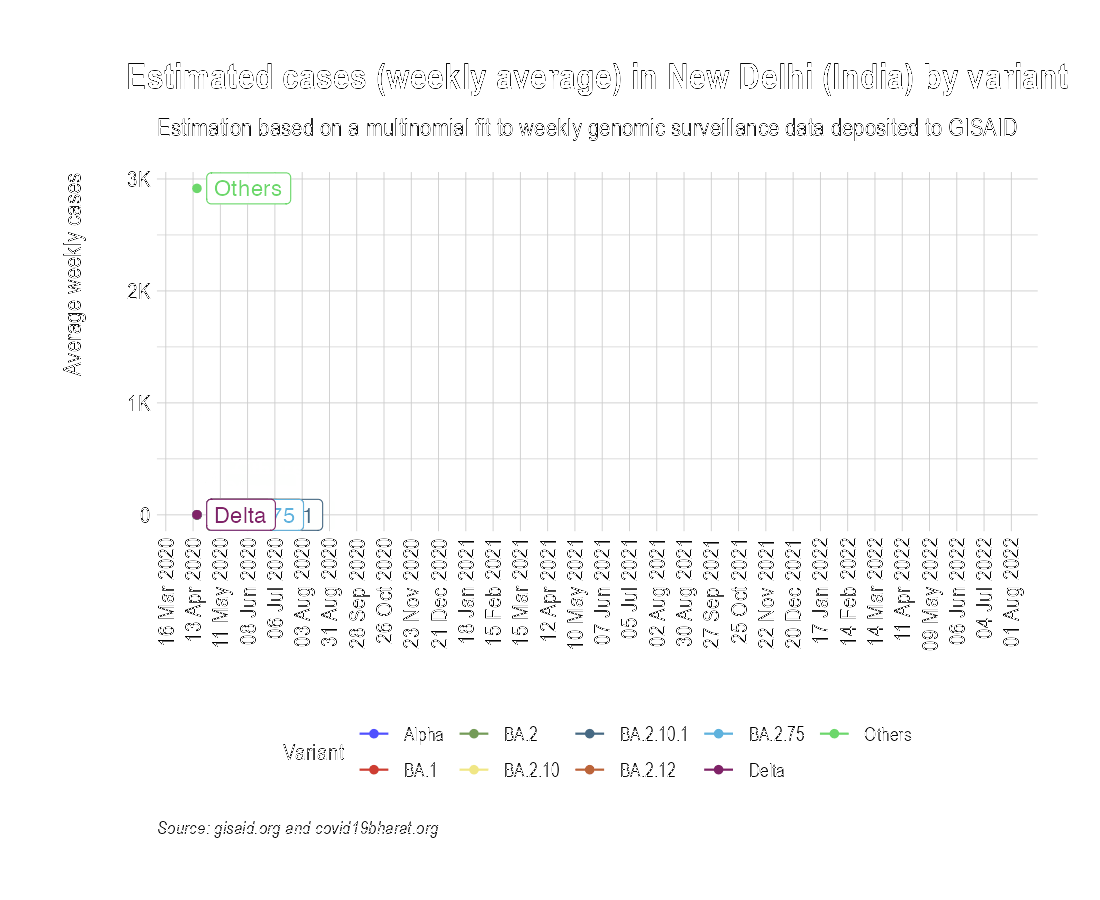 Estimated cases (weekly average) in New Delhi (India) by variant
Estimation based on a multinomial fit to weekly genomic surveillance data deposited to GISAID
Average weekly cases
3K
2K
1K
0
Others
Delta
75
1
16 Mar 2020
13 Apr 2020
11 May 2020
08 Jun 2020
06 Jul 2020
03 Aug 2020
31 Aug 2020
28 Sep 2020
26 Oct 2020
23 Nov 2020
21 Dec 2020
18 Jan 2021
15 Feb 2021
15 Mar 2021
12 Apr 2021
10 May 2021
07 Jun 2021
05 Jul 2021
02 Aug 2021
30 Aug 2021
27 Sep 2021
25 Oct 2021
22 Nov 2021
20 Dec 2021
17 Jan 2022
14 Feb 2022
14 Mar 2022
11 Apr 2022
09 May 2022
06 Jun 2022
04 Jul 2022
01 Aug 2022
Variant
Alpha BA.2 BA.2.10.1 BA.2.75 Others
BA.1 BA.2.10 BA.2.12 Delta
Source: gisaid.org and covid19bharat.org